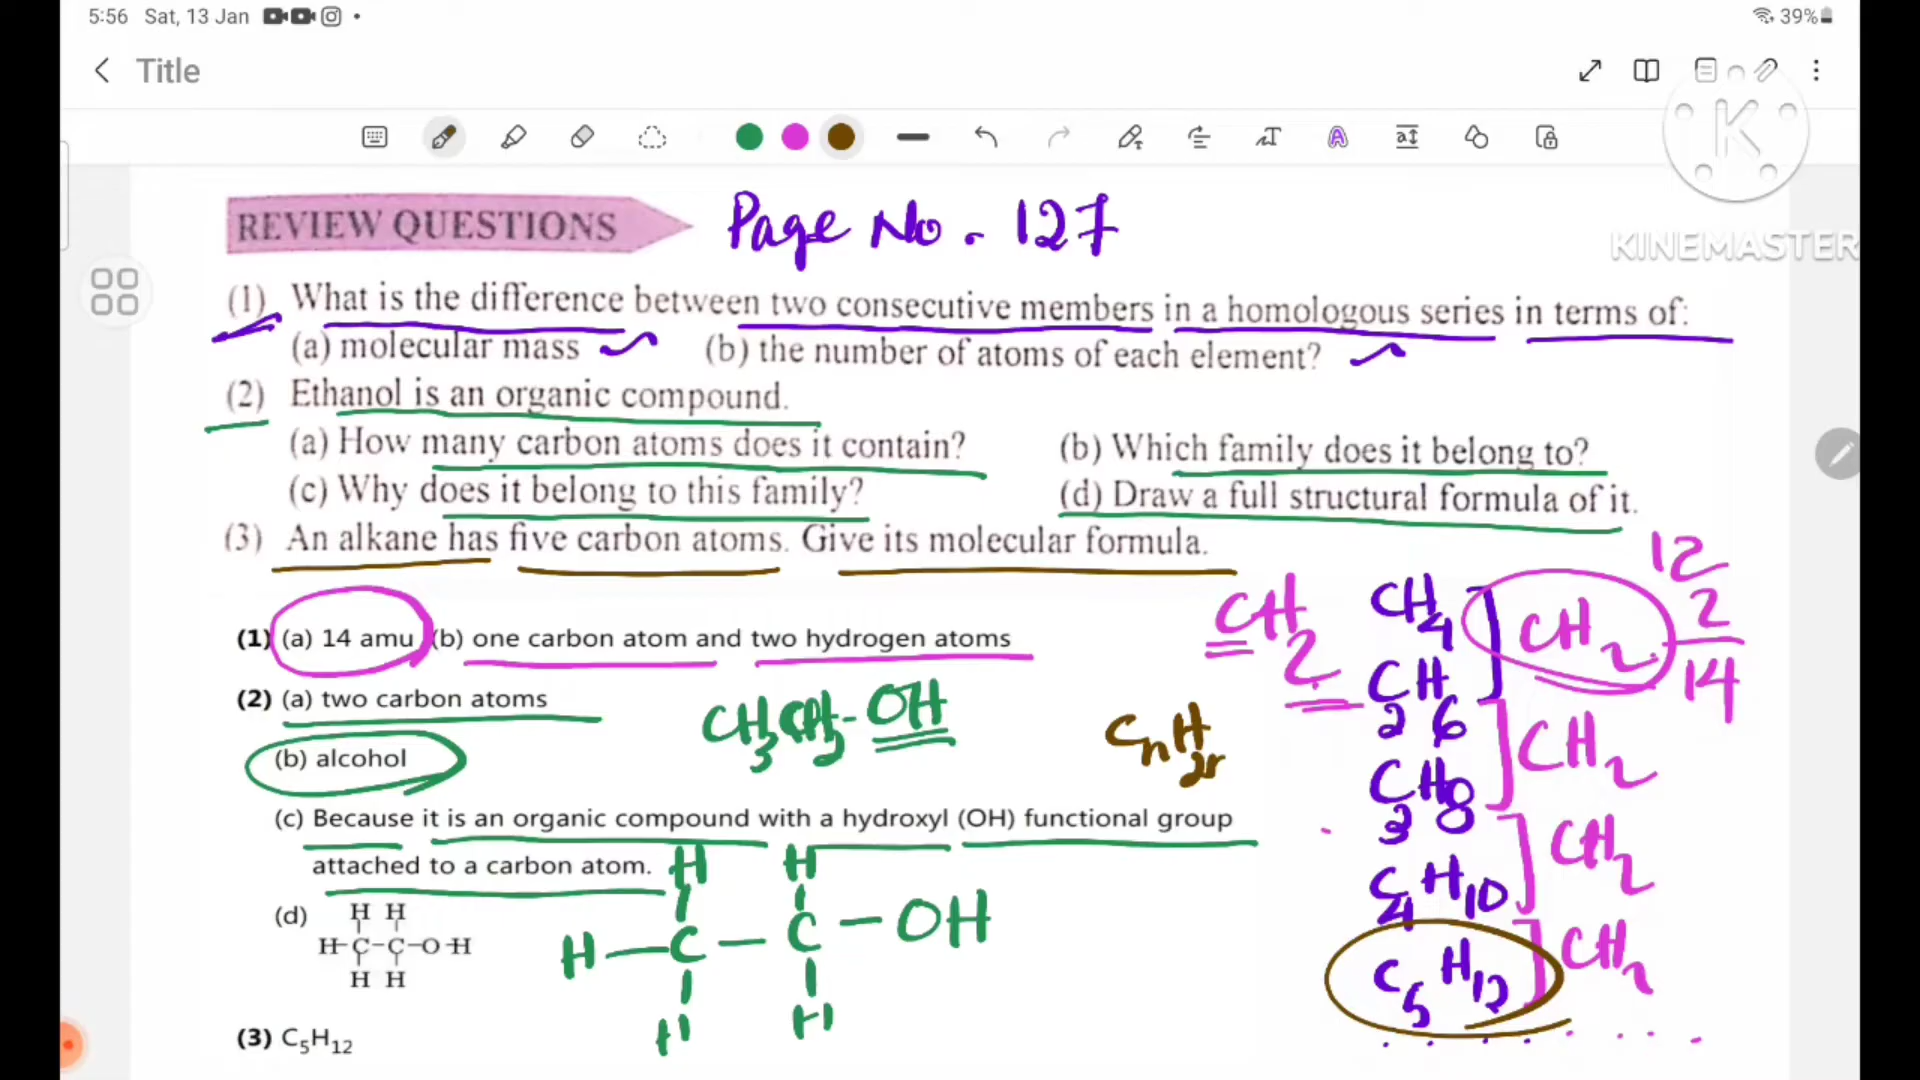 5:56 Sat, 13 Jan
39%
Title
KINEMASTER
REVIEW QUESTIONS Page No. 127
(1) What is the difference between two consecutive members in a homologous series in terms of:
(a) molecular mass (b) the number of atoms of each element?
(2) Ethanol is an organic compound.
(a) How many carbon atoms does it contain? (b) Which family does it belong to?
(c) Why does it belong to this family? (d) Draw a full structural formula of it.
(3) An alkane has five carbon atoms. Give its molecular formula.
(1) (a) 14 amu (b) one carbon atom and two hydrogen atoms
(2) (a) two carbon atoms
CH3CH2-OH
(b) alcohol
(c) Because it is an organic compound with a hydroxyl (OH) functional group
attached to a carbon atom.
(d) H H
H-C-C-O-H
H H
H H
H-C-C-OH
H H
(3) C5H12
CH2
CH4
C2H6
C3H8
C4H10
C5H12
CH2
CH2
CH2
CH2
12
2
14